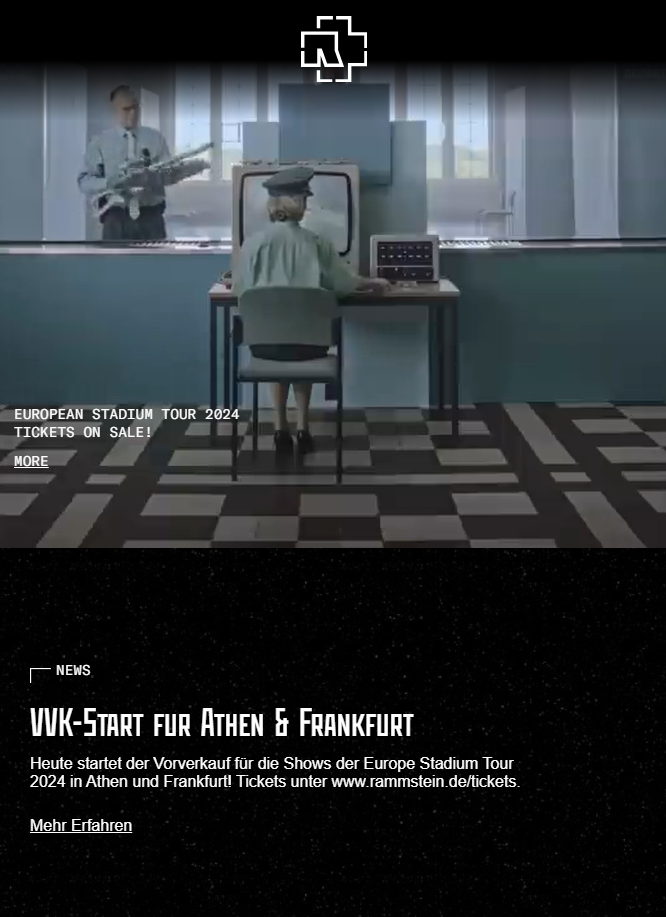 EUROPEAN STADIUM TOUR 2024
TICKETS ON SALE!
MORE
NEWS
VVK-Start fur Athen & Frankfurt
Heute startet der Vorverkauf für die Shows der Europe Stadium Tour
2024 in Athen und Frankfurt! Tickets unter www.rammstein.de/tickets.
Mehr Erfahren